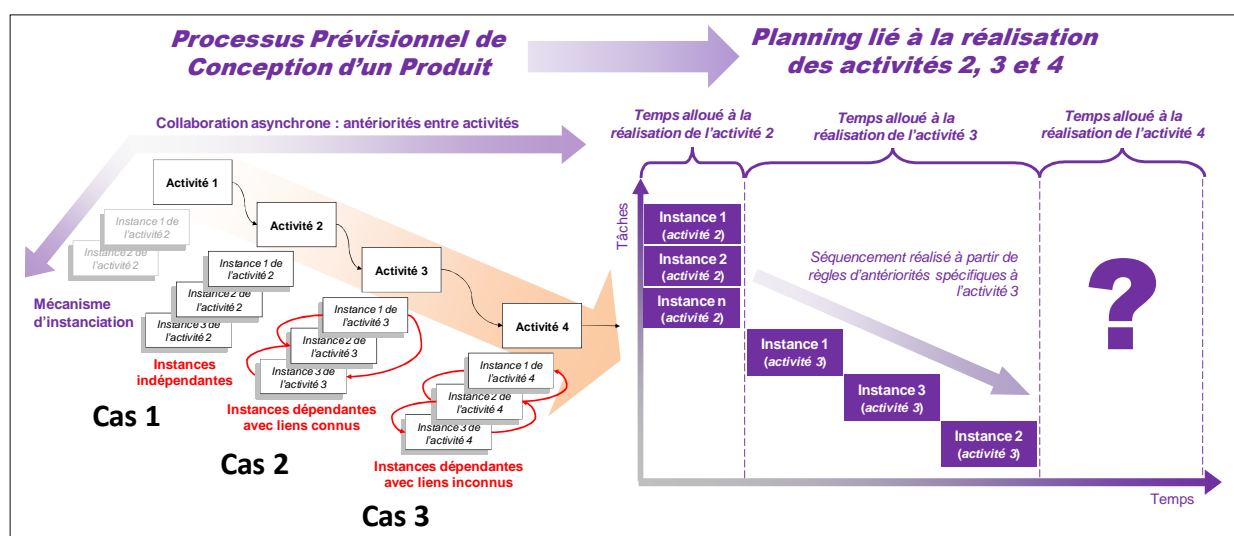 Processus Prévisionnel de
Conception d'un Produit
Planning lié à la réalisation
des activités 2, 3 et 4
Collaboration asynchrone : antériorités entre activités
Activité 1
Activité 2
Activité 3
Activité 4
Instance 1 de
l'activité 2
Instance 2 de
l'activité 2
Mécanisme
d'instanciation
Instance 1 de
l'activité 2
Instance 2 de
l'activité 2
Instance 3 de
l'activité 2
Instances
indépendantes
Cas 1
Instance 1 de
l'activité 3
Instance 2 de
l'activité 3
Instance 3 de
l'activité 3
Instances dépendantes
avec liens connus
Cas 2
Instance 1 de
l'activité 4
Instance 2 de
l'activité 4
Instance 3 de
l'activité 4
Instances dépendantes
avec liens inconnus
Cas 3
Temps alloué à la
réalisation de l'activité 2
Temps alloué à la
réalisation de l'activité 3
Temps alloué à la
réalisation de l'activité 4
Tâches
Instance 1
(activité 2)
Instance 2
(activité 2)
Instance n
(activité 2)
Séquencement réalisé à partir de
règles d'antériorités spécifiques à
l'activité 3
Instance 1
(activité 3)
Instance 3
(activité 3)
Instance 2
(activité 3)
?
Temps